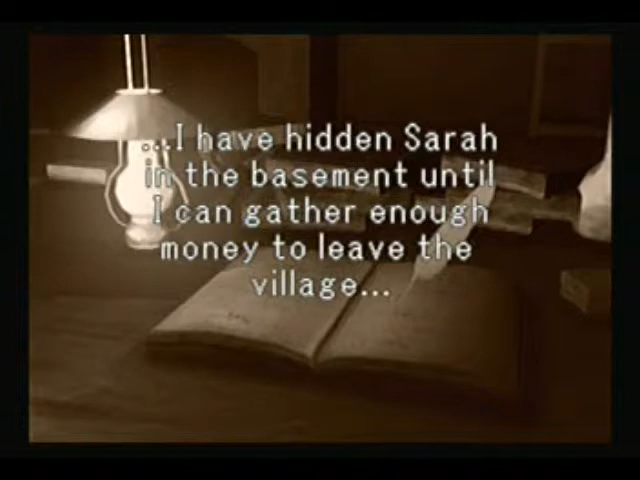 ...I have hidden Sarah
in the basement until
I can gather enough
money to leave the
village...